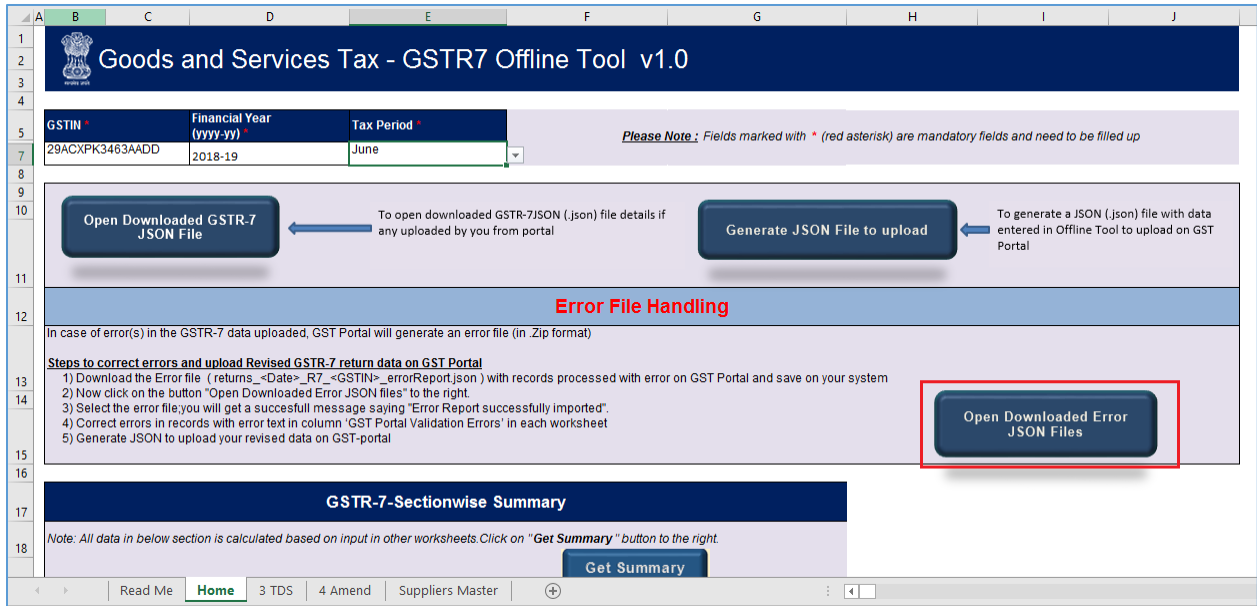 A B C D E F G H I J
1
2
3
4
5
7
8
9
10
11
12
13
14
15
16
17
18
Goods and Services Tax - GSTR7 Offline Tool v1.0
GSTIN *
Financial Year
(yyyy-yy) *
Tax Period *
Please Note : Fields marked with * (red asterisk) are mandatory fields and need to be filled up
29ACXPK3463AADD
2018-19
June
Open Downloaded GSTR-7
JSON File
To open downloaded GSTR-7JSON (.json) file details if
any uploaded by you from portal
Generate JSON File to upload
To generate a JSON (.json) file with data
entered in Offline Tool to upload on GST
Portal
Error File Handling
In case of error(s) in the GSTR-7 data uploaded, GST Portal will generate an error file (in .Zip format)
Steps to correct errors and upload Revised GSTR-7 return data on GST Portal
1) Download the Error file ( returns_<Date>_R7_<GSTIN>_errorReport.json ) with records processed with error on GST Portal and save on your system
2) Now click on the button "Open Downloaded Error JSON files" to the right.
3) Select the error file;you will get a succesfull message saying "Error Report successfully imported".
4) Correct errors in records with error text in column ‘GST Portal Validation Errors’ in each worksheet
5) Generate JSON to upload your revised data on GST-portal
Open Downloaded Error
JSON Files
GSTR-7-Sectionwise Summary
Note: All data in below section is calculated based on input in other worksheets.Click on "Get Summary " button to the right.
Get Summary
Read Me Home 3 TDS 4 Amend Suppliers Master